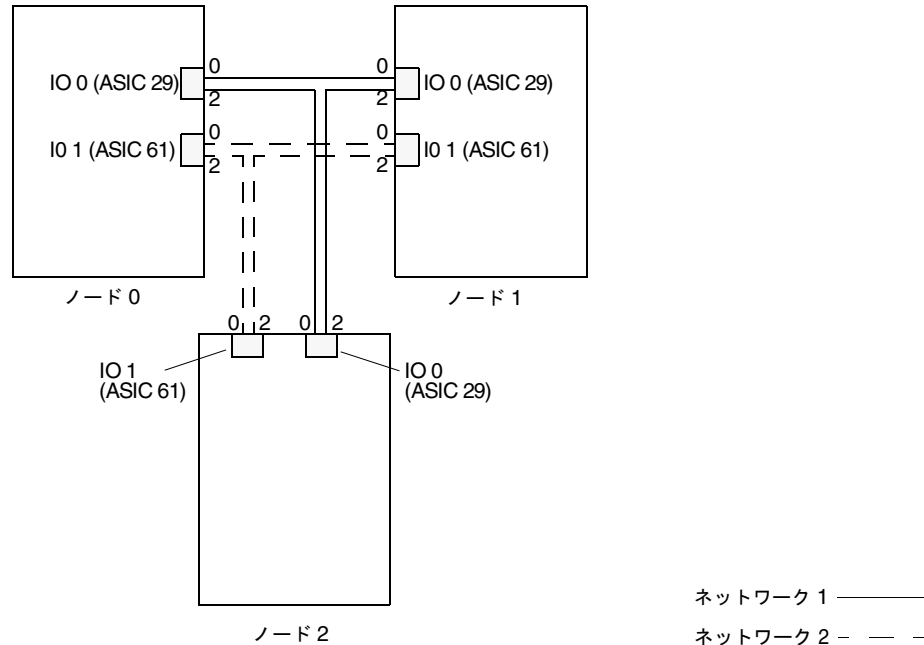 0
0
IO 0 (ASIC 29)
IO 0 (ASIC 29)
2
2
0
0
I0 1 (ASIC 61)
I0 1 (ASIC 61)
2
2
ノード 0
ノード 1
0 2 0 2
IO 1
(ASIC 61)
IO 0
(ASIC 29)
ノード 2
ネットワーク 1
ネットワーク 2